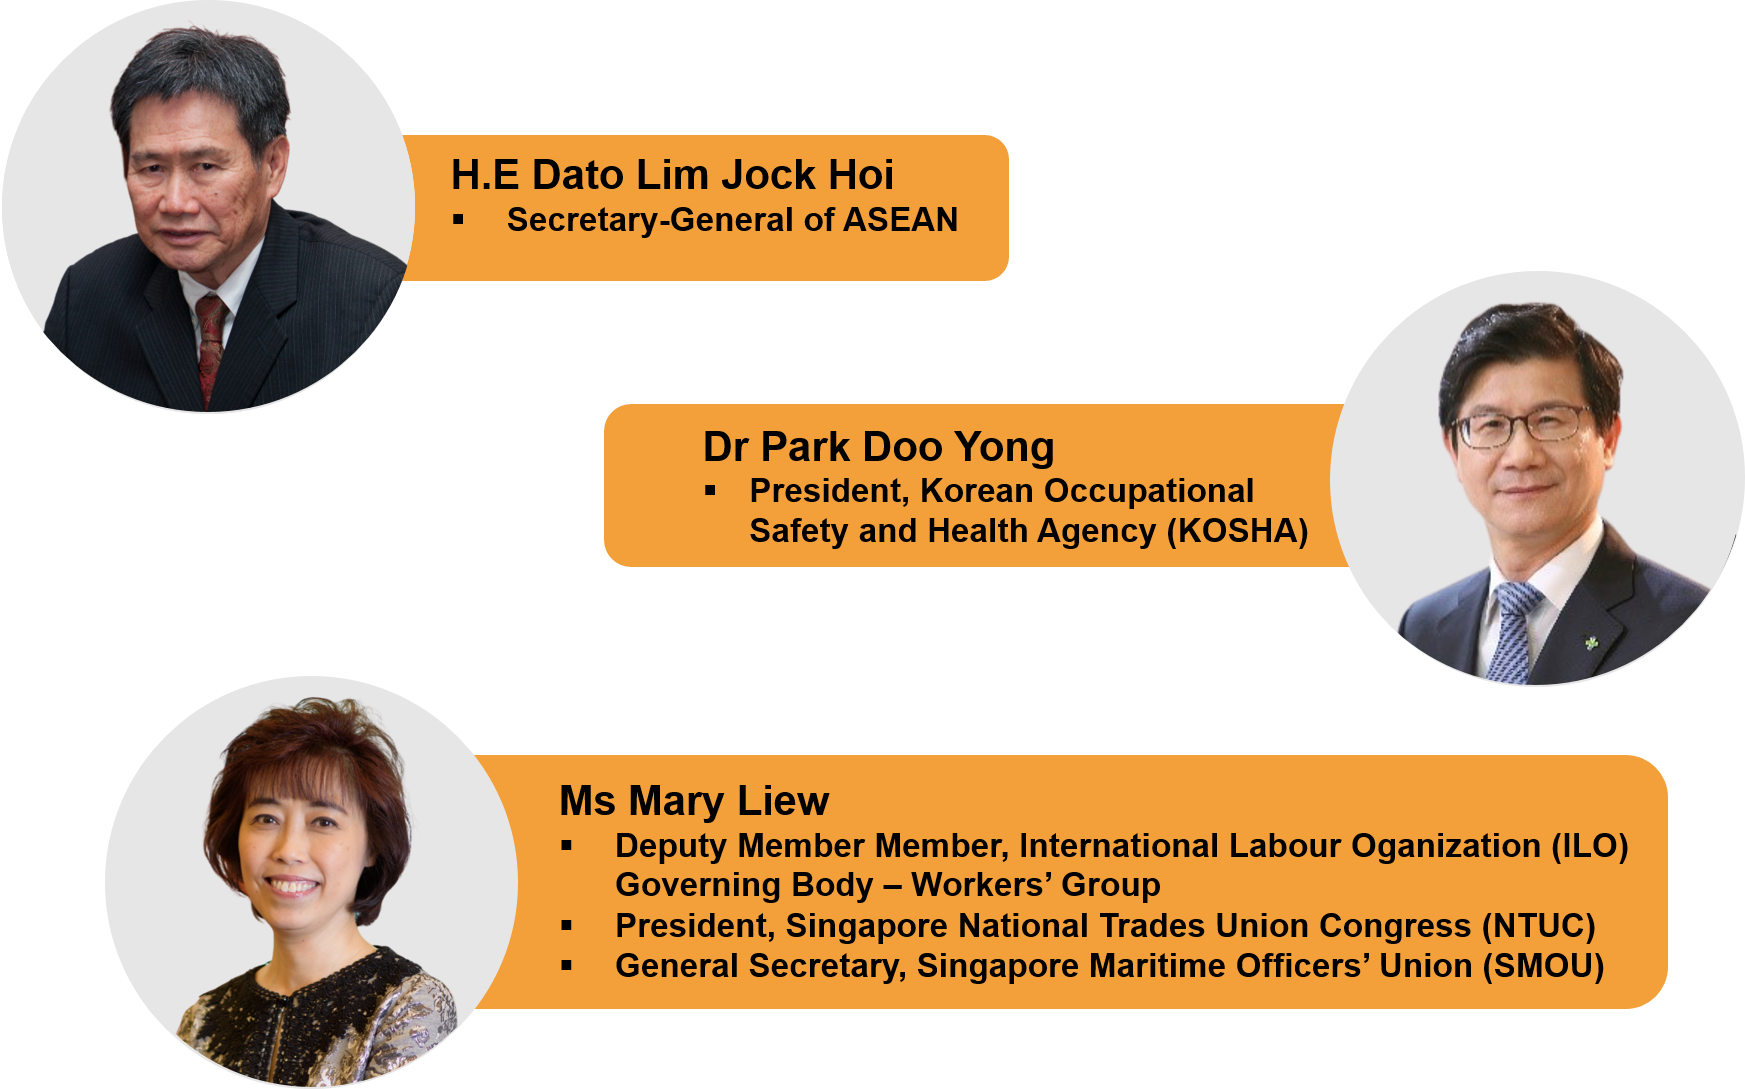 H.E Dato Lim Jock Hoi
▪ Secretary-General of ASEAN
Dr Park Doo Yong
▪ President, Korean Occupational
Safety and Health Agency (KOSHA)
Ms Mary Liew
▪ Deputy Member Member, International Labour Oganization (ILO)
Governing Body – Workers’ Group
▪ President, Singapore National Trades Union Congress (NTUC)
▪ General Secretary, Singapore Maritime Officers’ Union (SMOU)